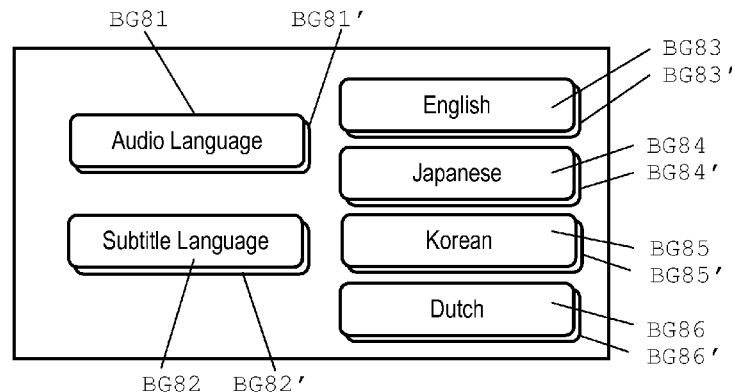 BG81 BG81'
BG83
BG83'
English
Audio Language
BG84
BG84'
Japanese
Subtitle Language
Korean
BG85
BG85'
Dutch
BG86
BG86'
BG82 BG82'